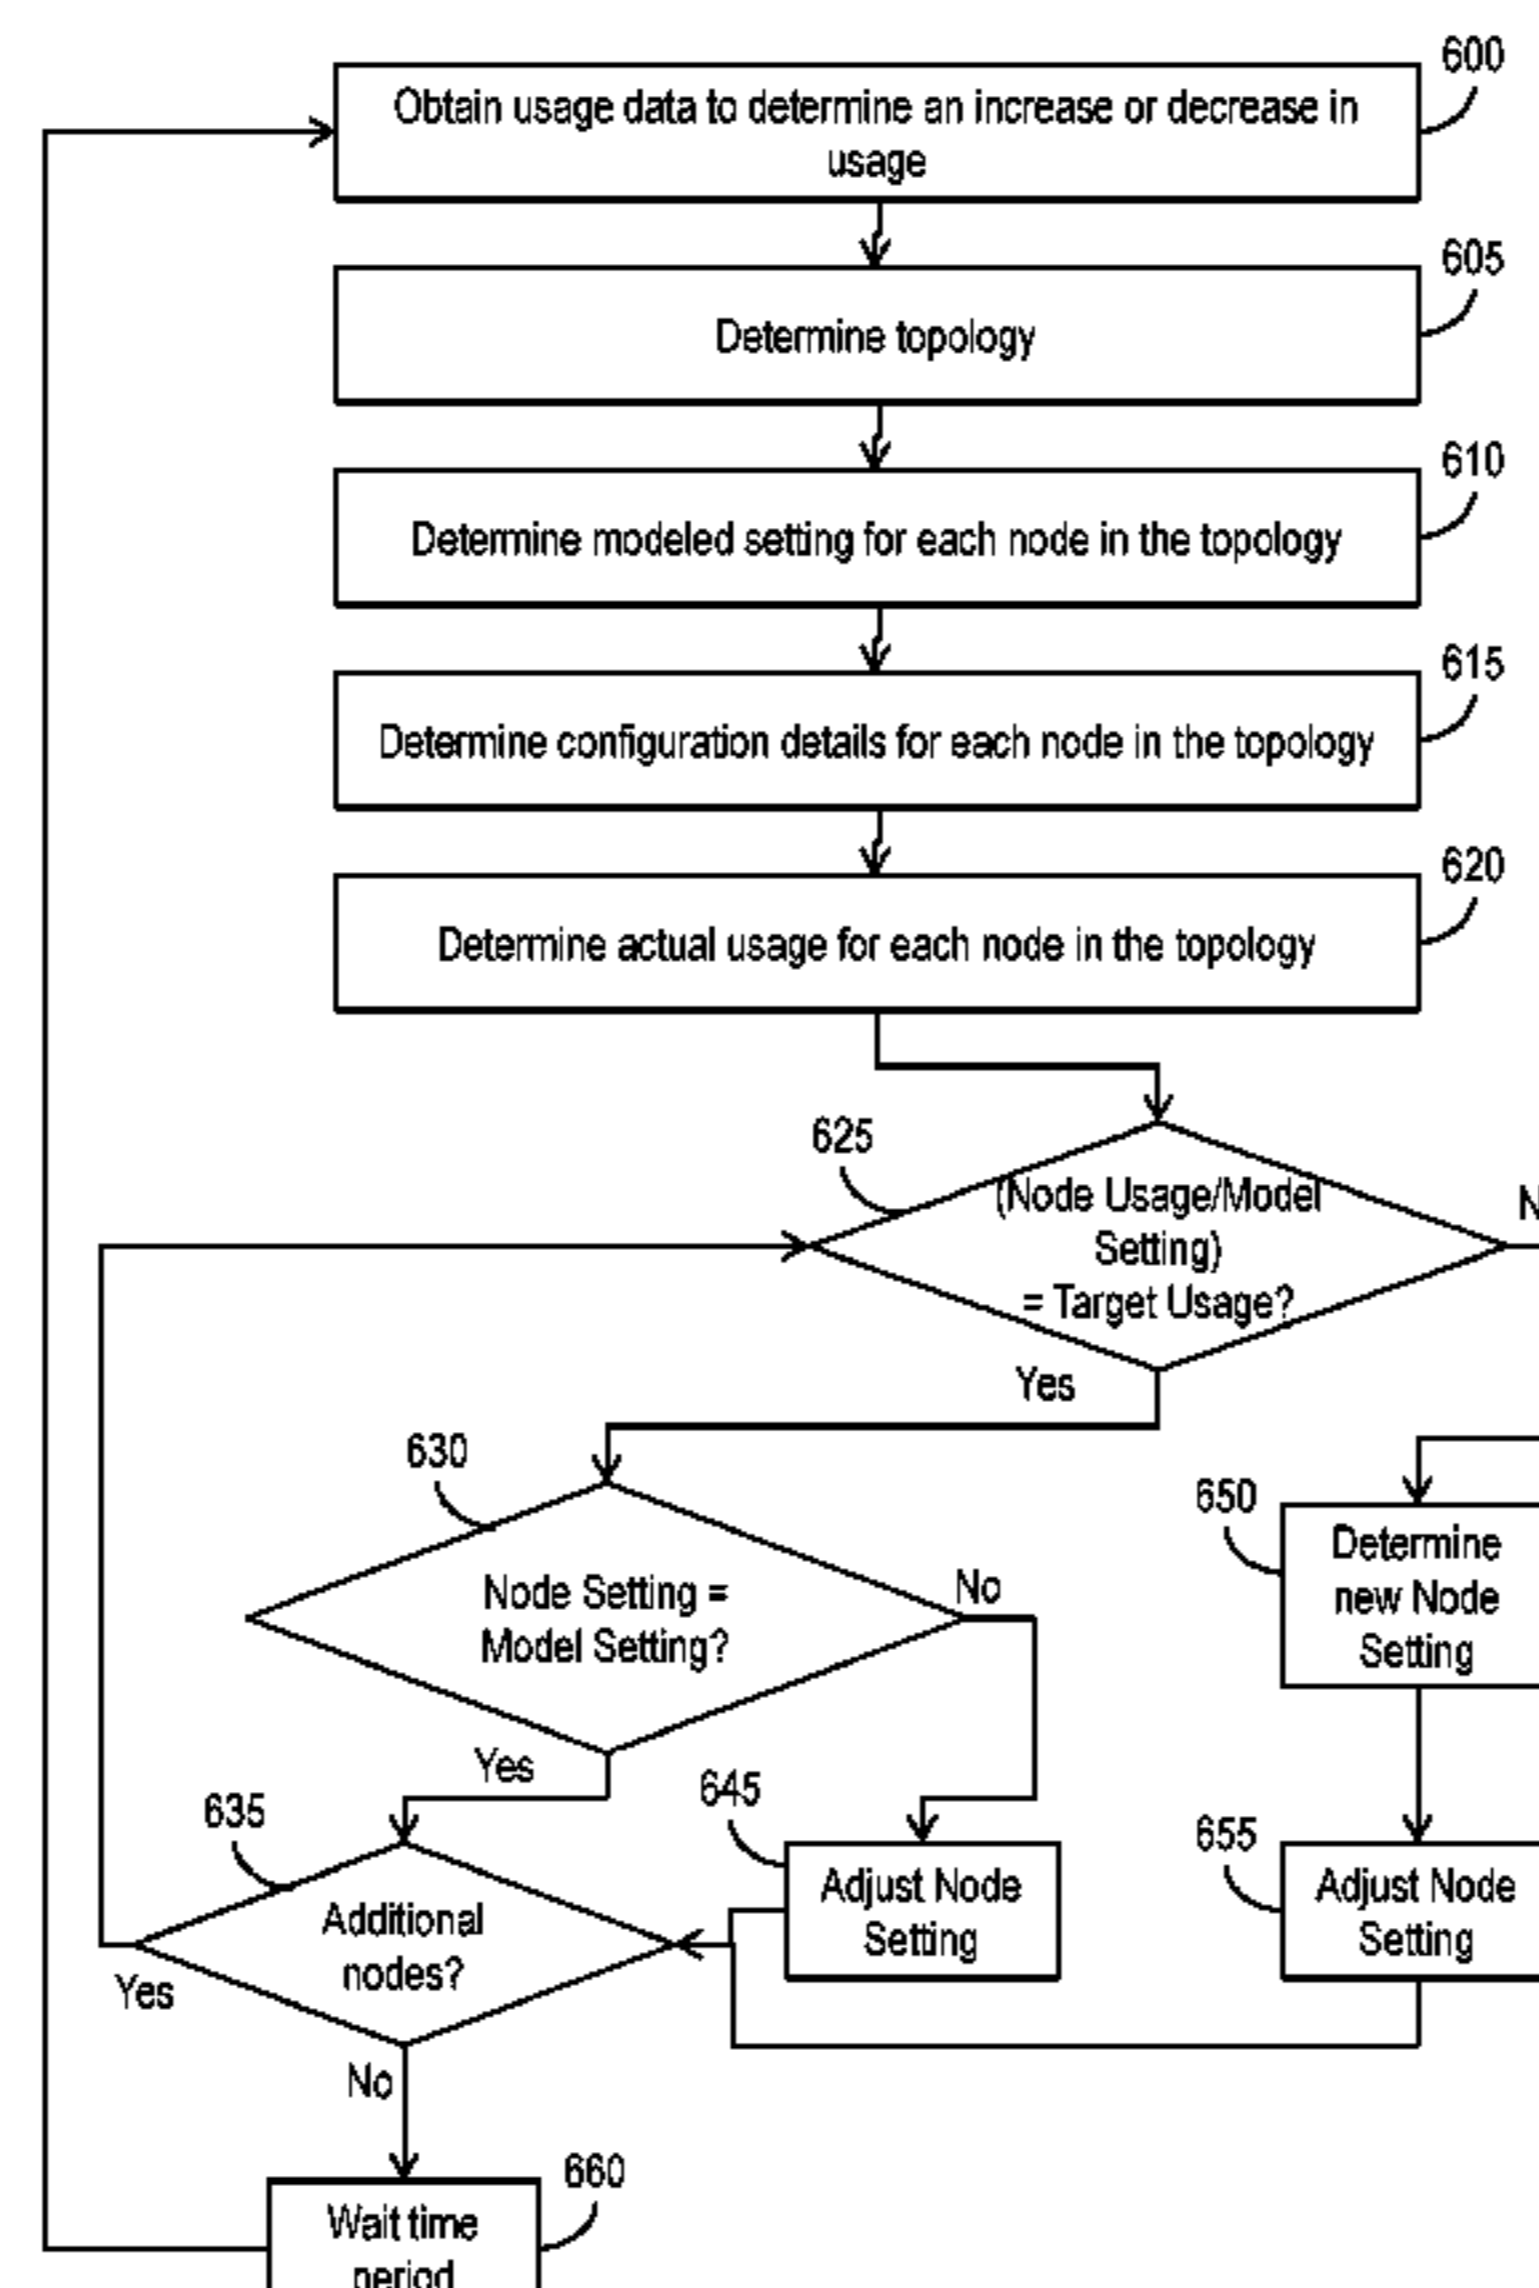 600
Obtain usage data to determine an increase or decrease in
usage
605
Determine topology
610
Determine modeled setting for each node in the topology
615
Determine configuration details for each node in the topology
620
Determine actual usage for each node in the topology
625
(Node Usage/Model
Setting)
= Target Usage?
Yes
630
Node Setting =
Model Setting?
No
Yes
650
Determine
new Node
Setting
635
Additional
nodes?
Yes
No
645
Adjust Node
Setting
655
Adjust Node
Setting
660
Wait time
period